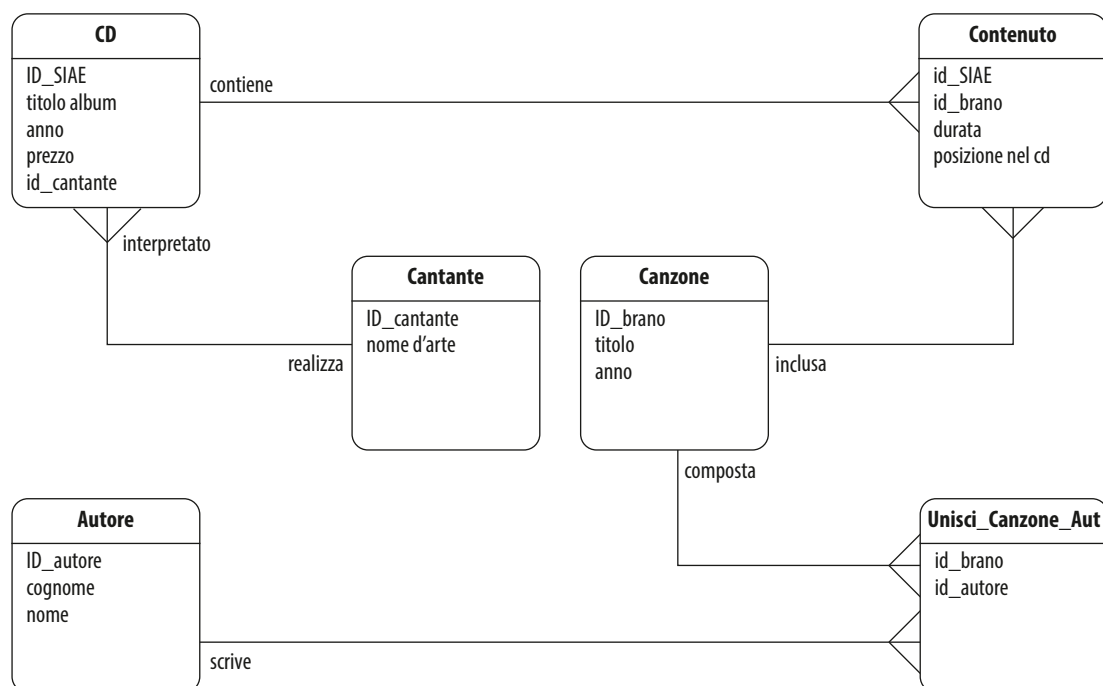 CD
ID_SIAE
titolo album
anno
prezzo
id_cantante
contiene
Contenuto
id_SIAE
id_brano
durata
posizione nel cd
interpretato
Cantante
ID_cantante
nome d’arte
realizza
Canzone
ID_brano
titolo
anno
inclusa
composta
Autore
ID_autore
cognome
nome
scrive
Unisci_Canzone_Aut
id_brano
id_autore